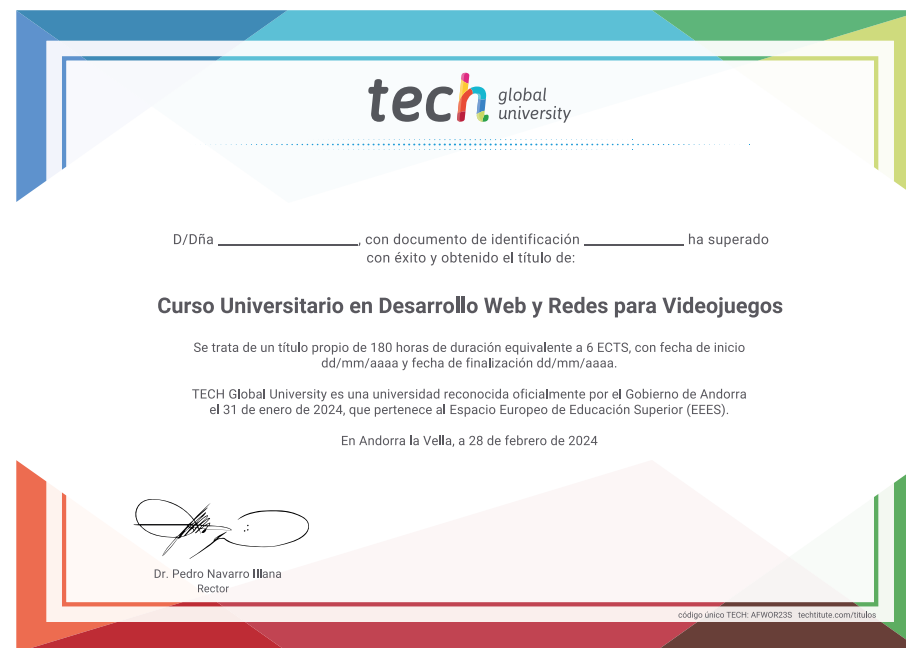 tech global university
D/Dña ______________, con documento de identificación __________ ha superado
con éxito y obtenido el título de:
Curso Universitario en Desarrollo Web y Redes para Videojuegos
Se trata de un título propio de 180 horas de duración equivalente a 6 ECTS, con fecha de inicio
dd/mm/aaaa y fecha de finalización dd/mm/aaaa.
TECH Global University es una universidad reconocida oficialmente por el Gobierno de Andorra
el 31 de enero de 2024, que pertenece al Espacio Europeo de Educación Superior (EEES).
En Andorra la Vella, a 28 de febrero de 2024
Dr. Pedro Navarro Illana
Rector
código único TECH: AFWOR23S techtitute.com/titulos